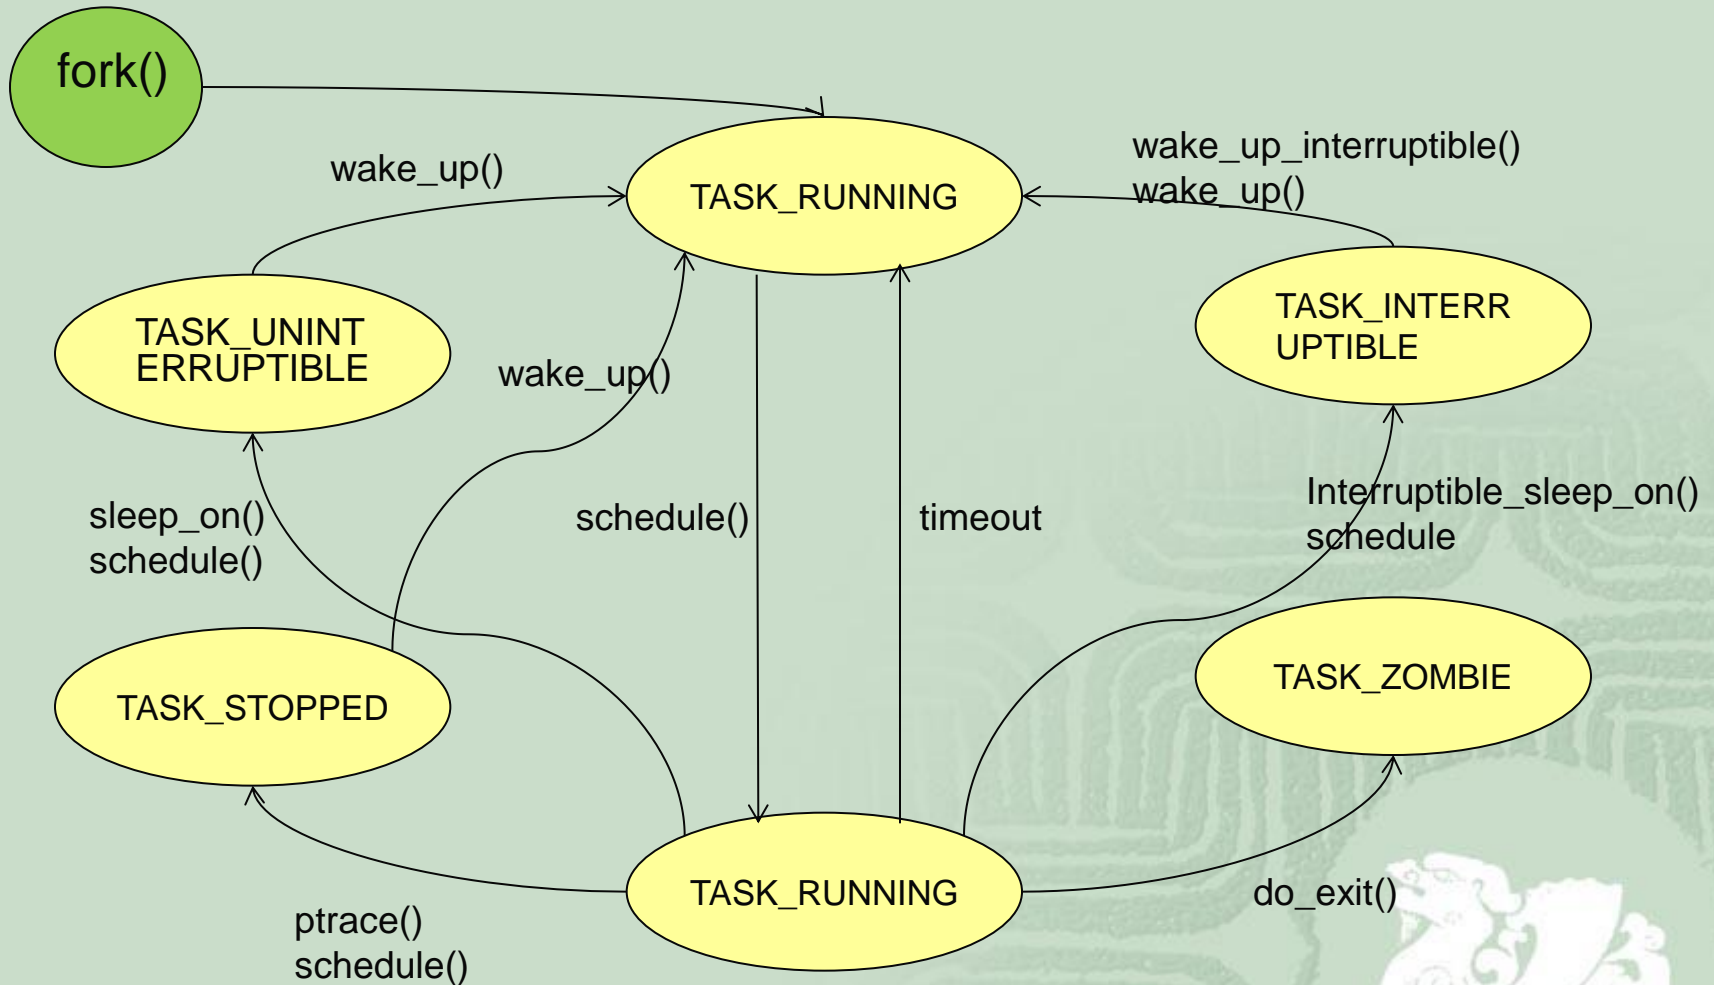 fork()
wake_up()
TASK_RUNNING
wake_up_interruptible()
wake_up()
TASK_UNINT
ERRUPTIBLE
wake_up()
TASK_INTERR
UPTIBLE
sleep_on()
schedule()
schedule()
timeout
Interruptible_sleep_on()
schedule
TASK_STOPPED
TASK_ZOMBIE
TASK_RUNNING
ptrace()
schedule()
do_exit()